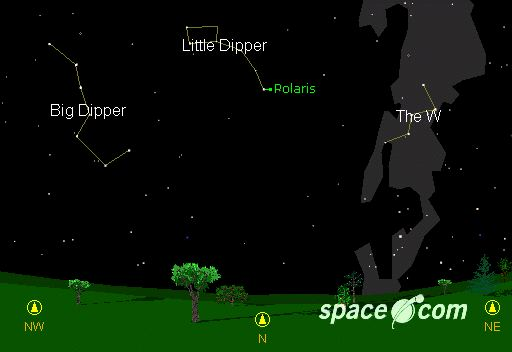 Little Dipper
Polaris
Big Dipper
The W
space.com
NW
N
NE